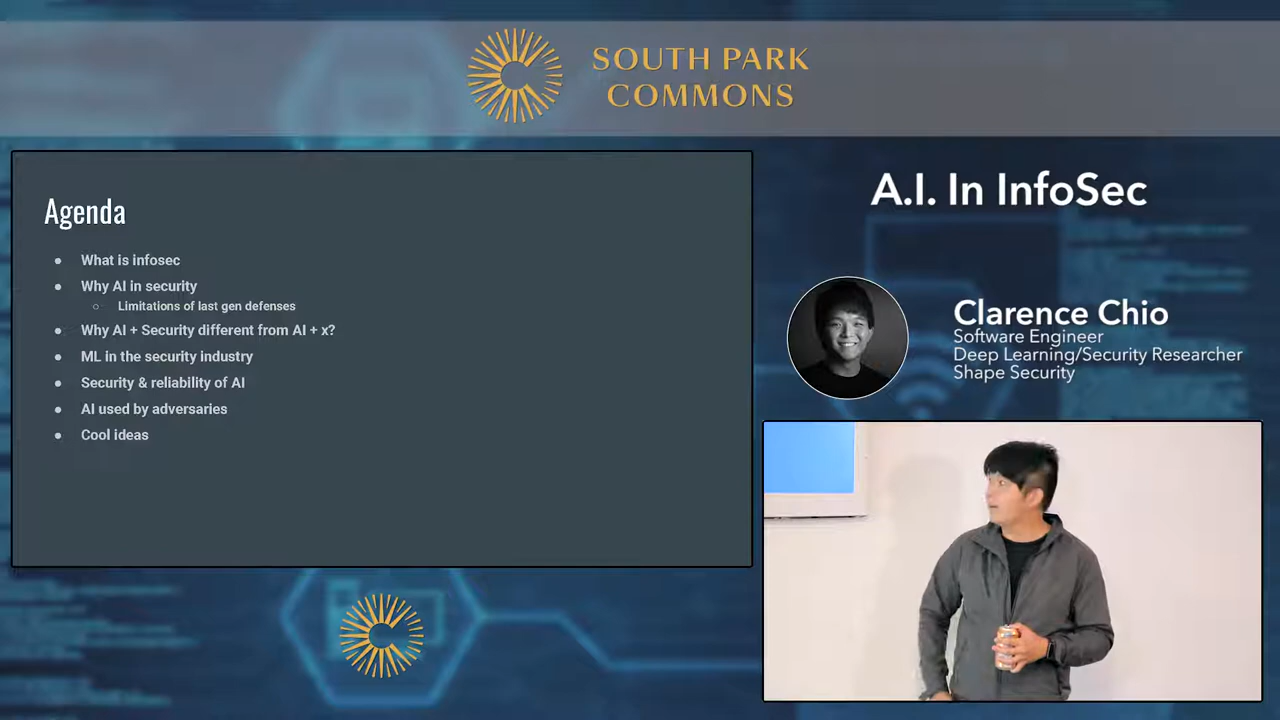 SOUTH PARK
COMMONS
Agenda
● What is infosec
● Why AI in security
○ Limitations of last gen defenses
● Why AI + Security different from AI + x?
● ML in the security industry
● Security & reliability of AI
● AI used by adversaries
● Cool ideas
A.I. In InfoSec
Clarence Chio
Software Engineer
Deep Learning/Security Researcher
Shape Security